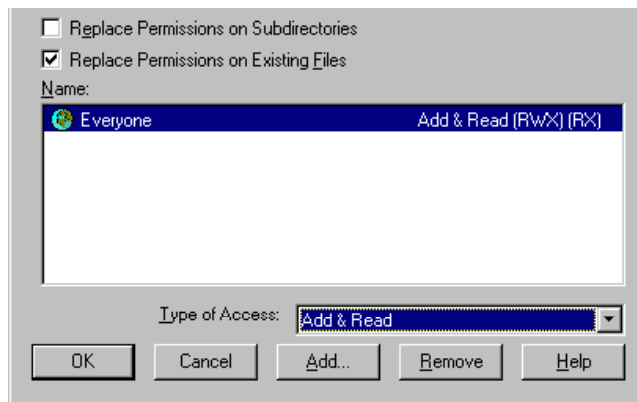 Replace Permissions on Subdirectories
Replace Permissions on Existing Files
Name:
Everyone Add & Read (RWX) (RX)
Type of Access: Add & Read
OK Cancel Add... Remove Help